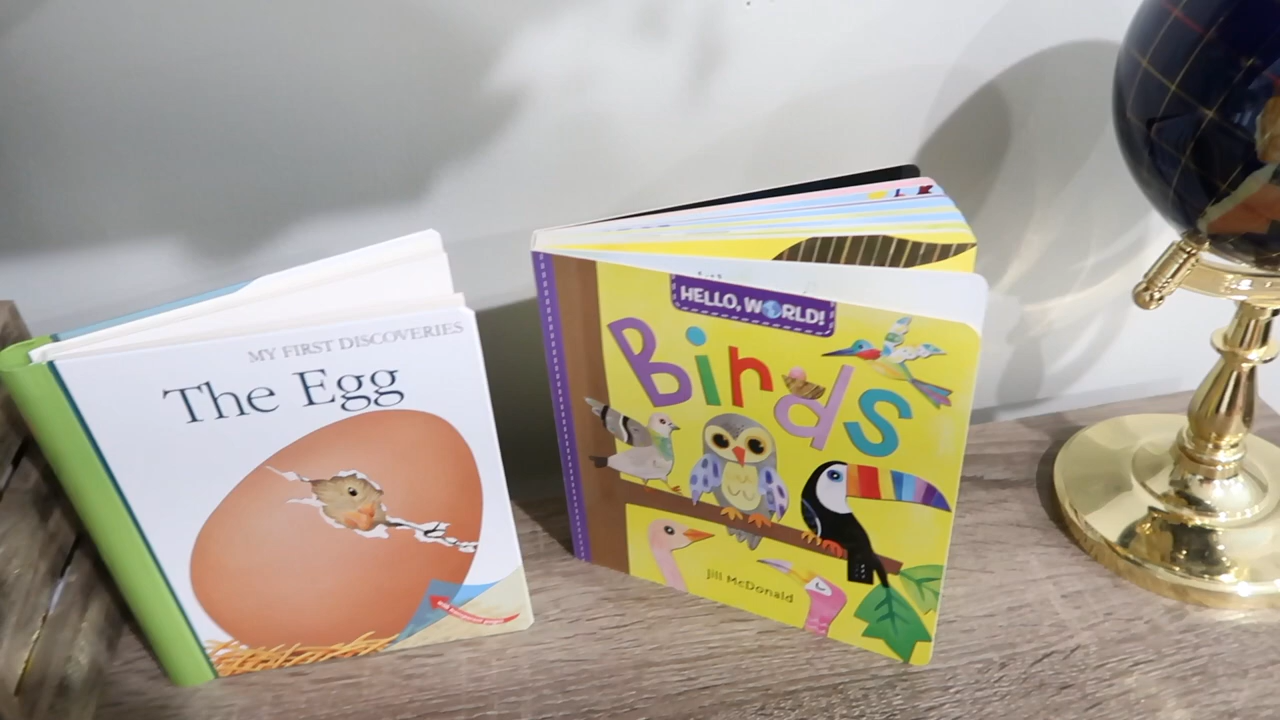 MY FIRST DISCOVERIES
The Egg
HELLO, WORLD!
Birds
Jill McDonald